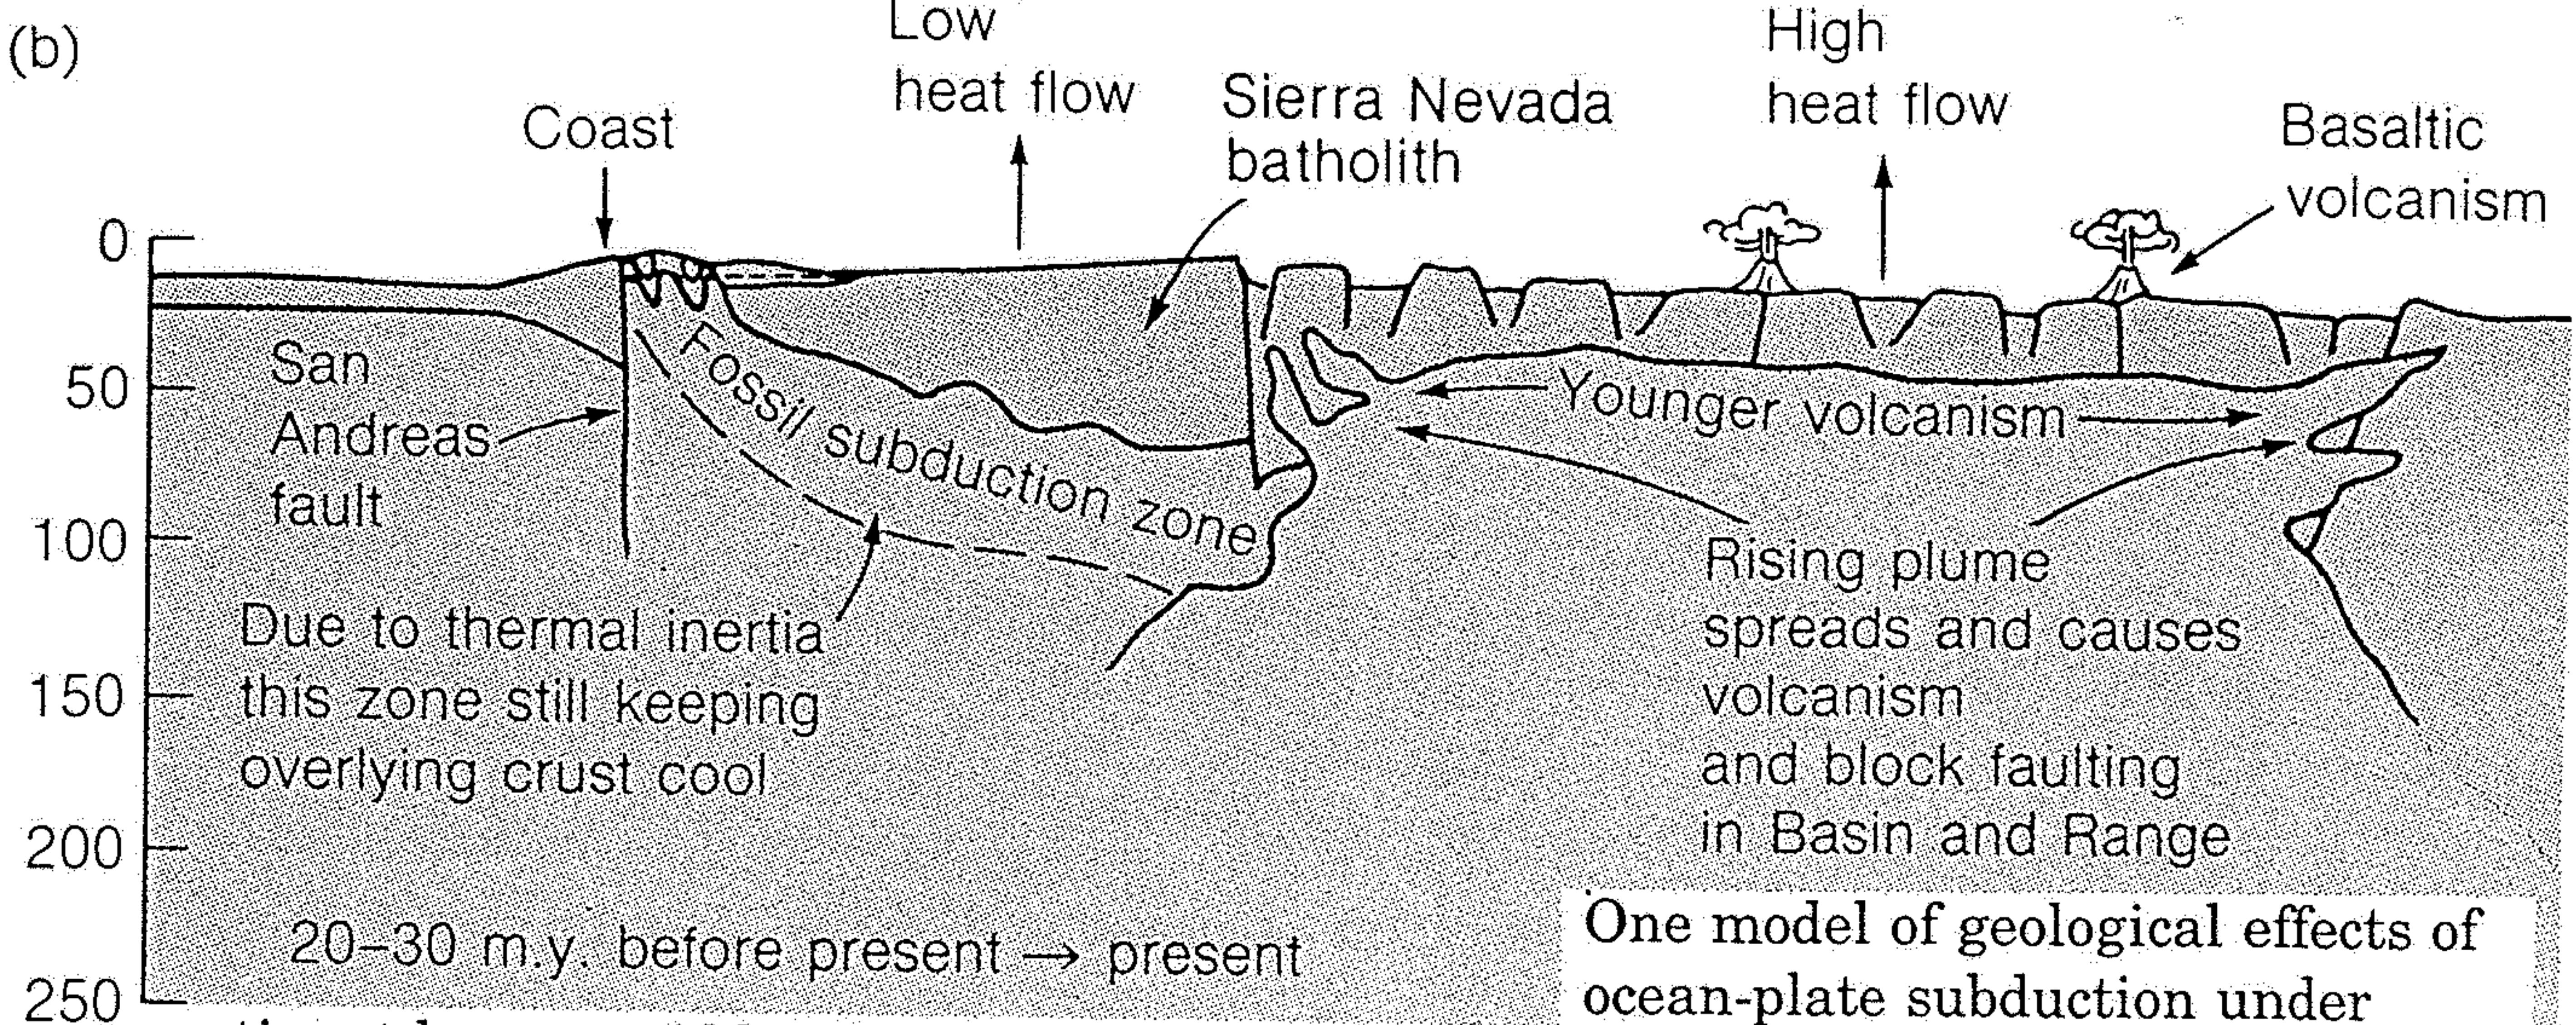 (b)
Low
heat flow
High
heat flow
Coast
Sierra Nevada
batholith
Basaltic
volcanism
0
50
100
150
200
250
San
Andreas
fault
Fossil subduction zone
Younger volcanism
Due to thermal inertia
this zone still keeping
overlying crust cool
Rising plume
spreads and causes
volcanism
and block faulting
in Basin and Range
20–30 m.y. before present → present
One model of geological effects of
ocean-plate subduction under